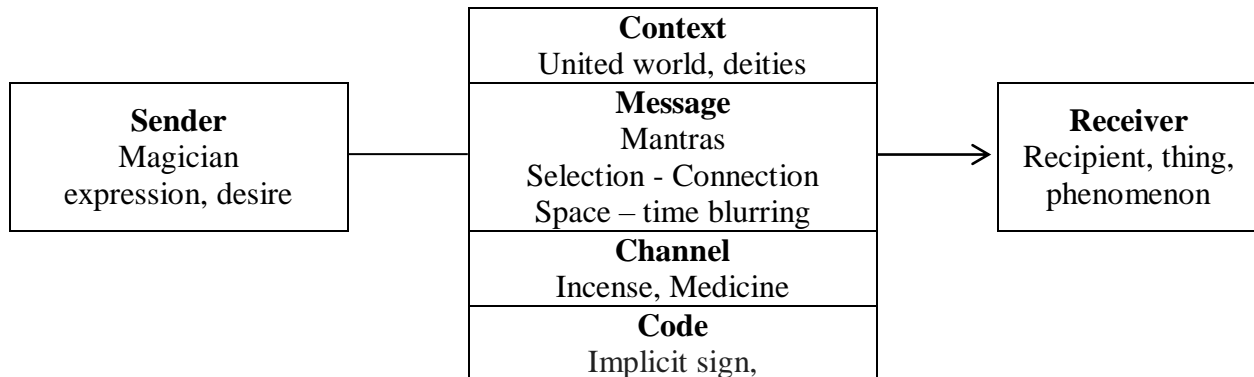 Context
United world, deities
Sender
Magician
expression, desire
Message
Mantras
Selection - Connection
Space – time blurring
Channel
Incense, Medicine
Code
Implicit sign,
Receiver
Recipient, thing,
phenomenon